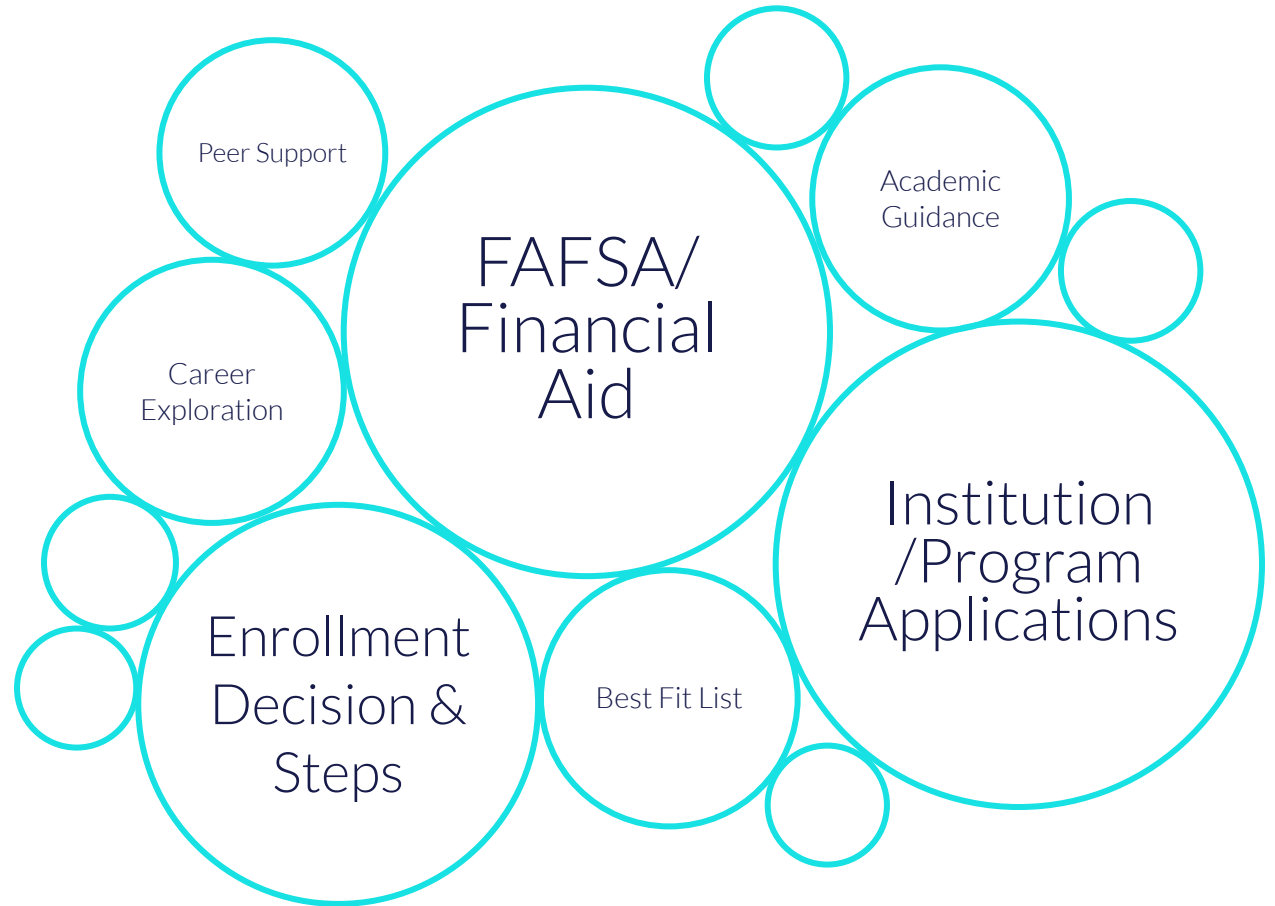 Peer Support
Academic
Guidance
FAFSA/
Financial
Aid
Career
Exploration
Institution
/Program
Applications
Enrollment
Decision &
Steps
Best Fit List